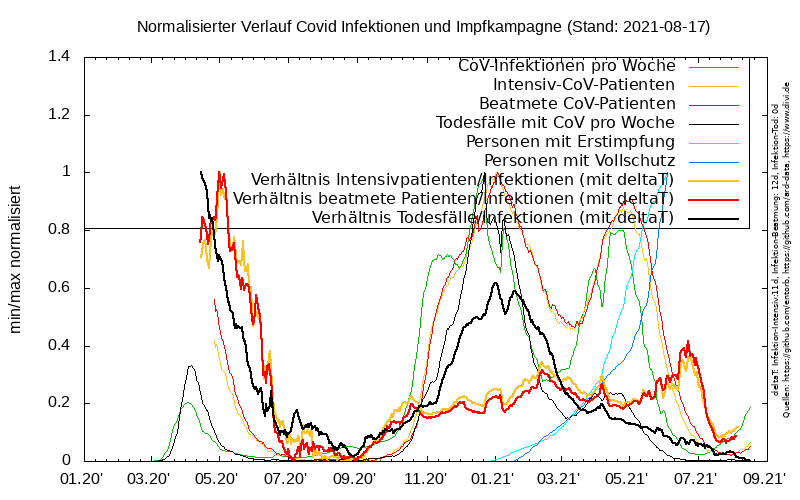 Normalisierter Verlauf Covid Infektionen und Impfkampagne (Stand: 2021-08-17)
min/max normalisiert
1.4
1.2
1
0.8
0.6
0.4
0.2
0
CoV-Infektionen pro Woche
Intensiv-CoV-Patienten
Beatmete CoV-Patienten
Todesfälle mit CoV pro Woche
Personen mit Erstimpfung
Personen mit Vollschutz
Verhältnis Intensivpatienten/Infektionen (mit deltaT)
Verhältnis beatmete Patienten/Infektionen (mit deltaT)
Verhältnis Todesfälle/Infektionen (mit deltaT)
01.20' 03.20' 05.20' 07.20' 09.20' 11.20' 01.21' 03.21' 05.21' 07.21' 09.21'
deltaT: Infektion-Intensiv:11d, Infektion-Beatmung: 12d, Infektion-Tod: 0d
Quellen: https://github.com/entorb, https://github.com/ard-data, https://www.divi.de